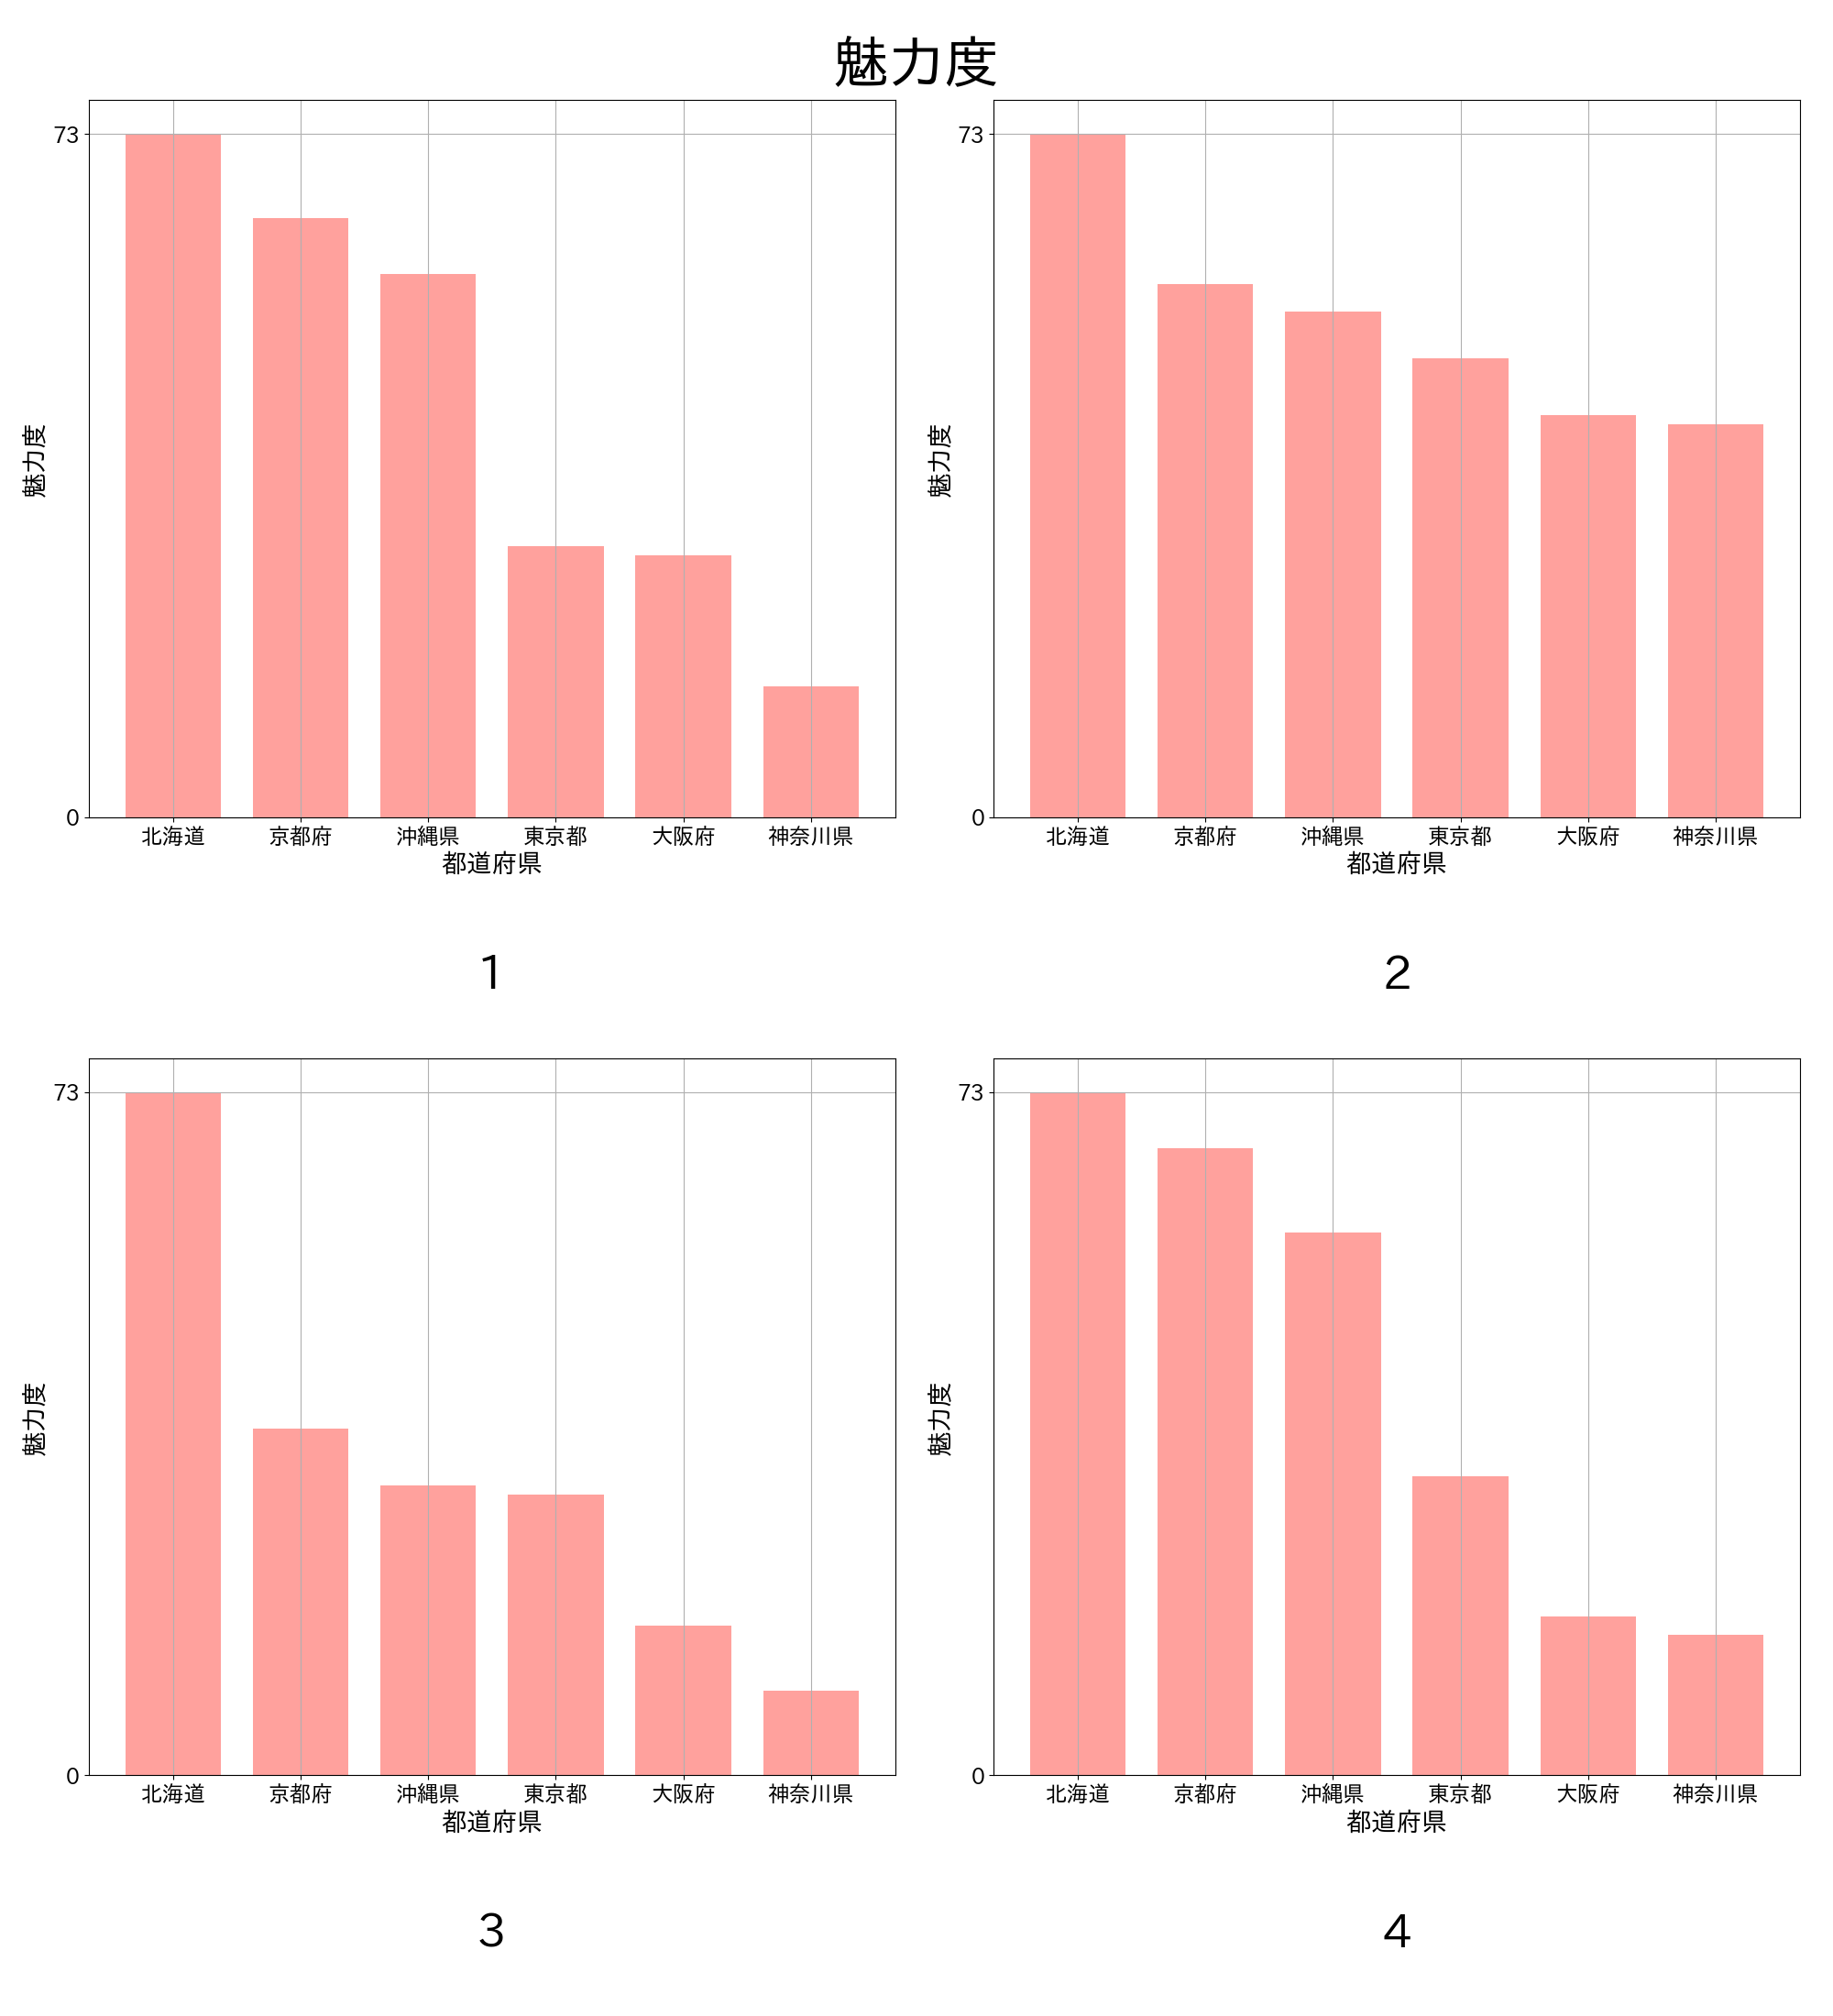 魅力度
73
0
魅力度
北海道 京都府 沖縄県 東京都 大阪府 神奈川県
都道府県
1
73
0
魅力度
北海道 京都府 沖縄県 東京都 大阪府 神奈川県
都道府県
2
73
0
魅力度
北海道 京都府 沖縄県 東京都 大阪府 神奈川県
都道府県
3
73
0
魅力度
北海道 京都府 沖縄県 東京都 大阪府 神奈川県
都道府県
4